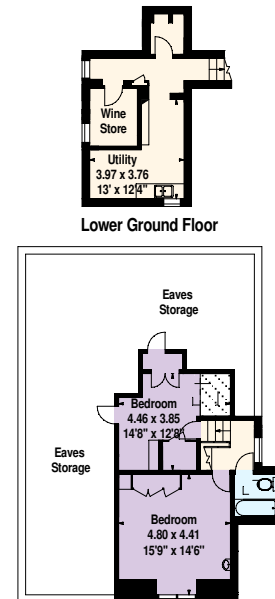 Wine
Store
Utility
3.97 x 3.76
13' x 12'4"
Lower Ground Floor
Eaves
Storage
Bedroom
4.46 x 3.85
14'8" x 12'8"
Eaves
Storage
Bedroom
4.80 x 4.41
15'9" x 14'6"